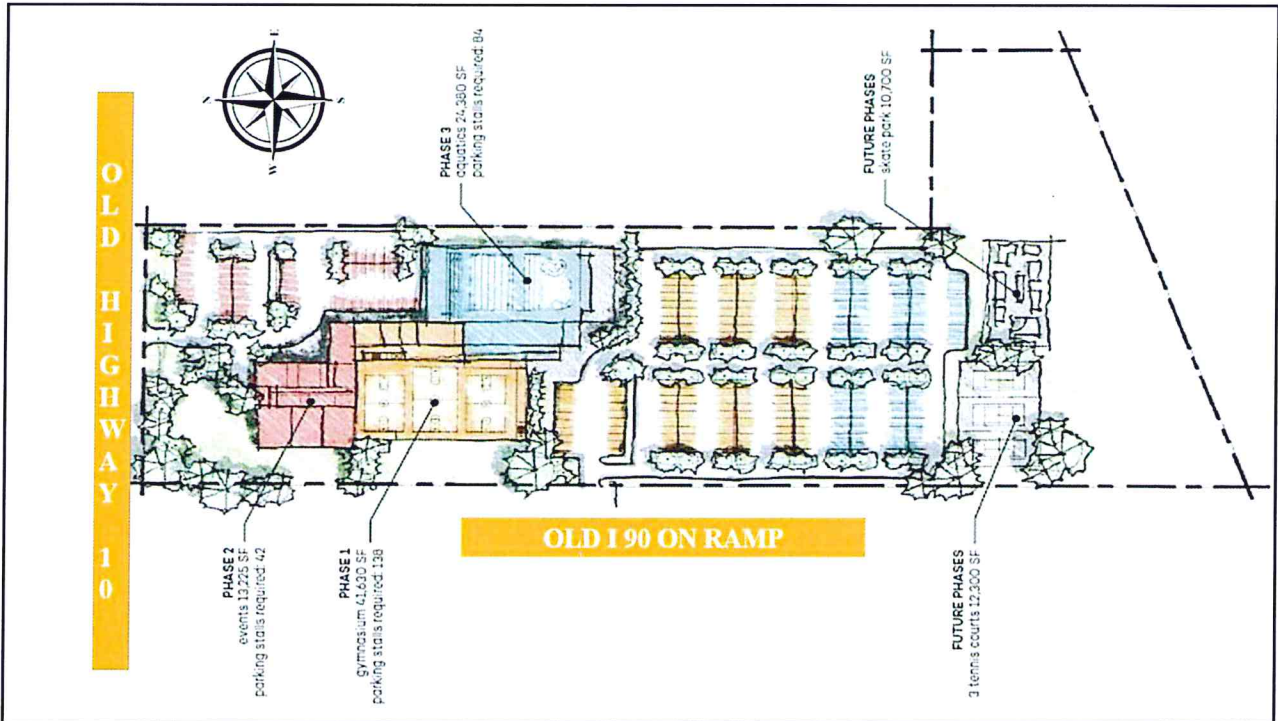 OLD HIGHWAY 10
E
S
W
PHASE 3
aquatics 24,380 SF
parking stalls required: 84
FUTURE PHASES
skate park 10,700 SF
OLD I 90 ON RAMP
PHASE 2
events 13,225 SF
parking stalls required: 42
PHASE 1
gymnasium 41,630 SF
parking stalls required: 138
FUTURE PHASES
3 tennis courts 12,300 SF